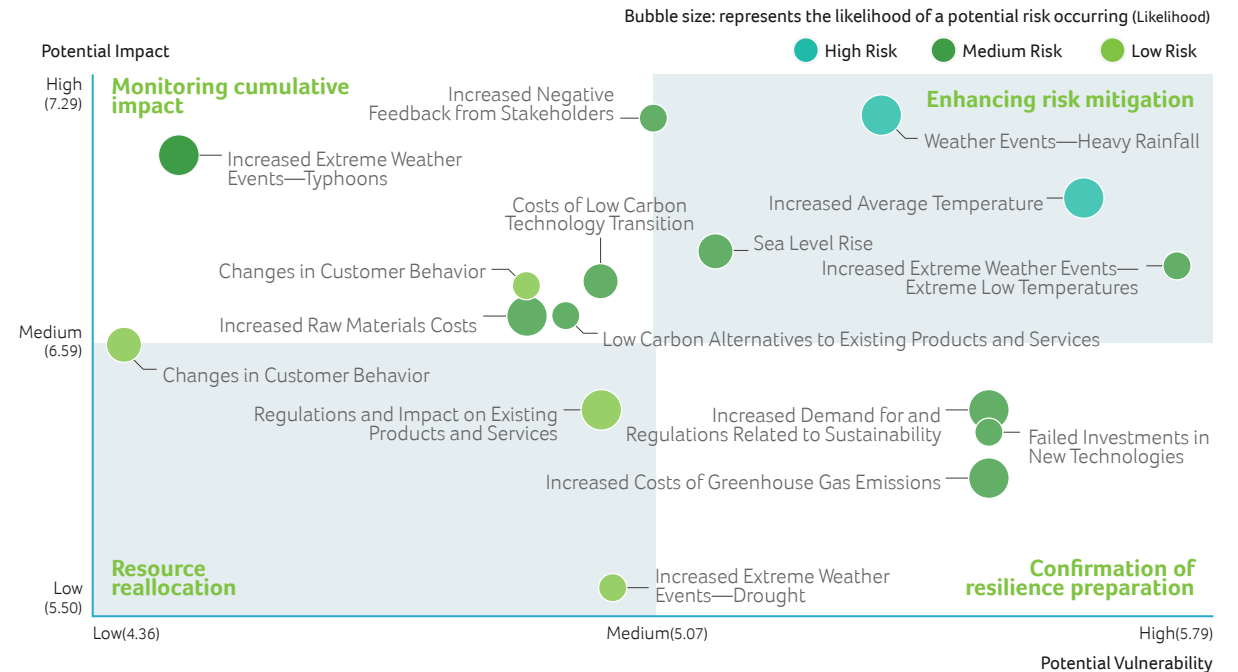 Bubble size: represents the likelihood of a potential risk occurring (Likelihood)
Potential Impact
High Risk
Medium Risk
Low Risk
High
(7.29)
Monitoring cumulative
impact
Increased Negative
Feedback from Stakeholders
Enhancing risk mitigation
Weather Events—Heavy Rainfall
Increased Extreme Weather
Events—Typhoons
Costs of Low Carbon
Technology Transition
Increased Average Temperature
Sea Level Rise
Changes in Customer Behavior
Increased Extreme Weather Events—
Extreme Low Temperatures
Increased Raw Materials Costs
Medium
(6.59)
Low Carbon Alternatives to Existing Products and Services
Changes in Customer Behavior
Regulations and Impact on Existing
Products and Services
Increased Demand for and
Regulations Related to Sustainability
Failed Investments in
New Technologies
Increased Costs of Greenhouse Gas Emissions
Low
(5.50)
Resource
reallocation
Increased Extreme Weather
Events—Drought
Confirmation of
resilience preparation
Low(4.36)
Medium(5.07)
High(5.79)
Potential Vulnerability